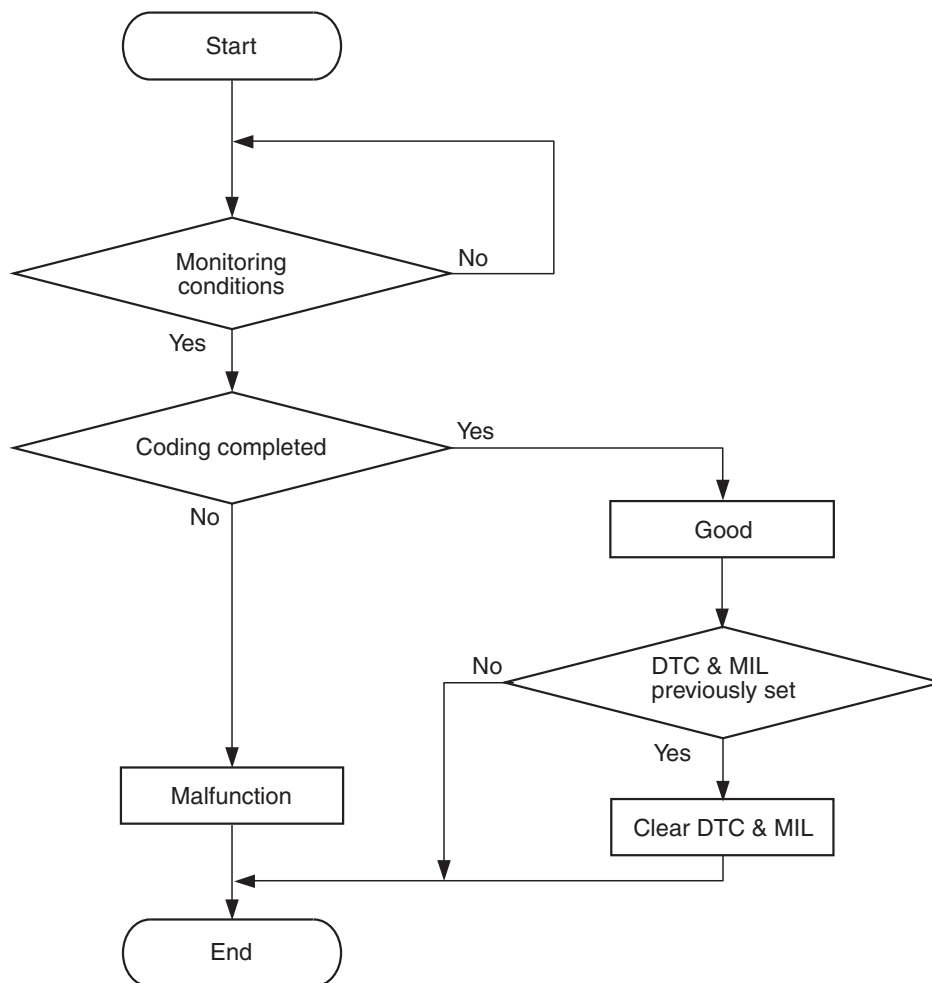 Start
Monitoring
conditions
No
Yes
Coding completed
Yes
No
Good
DTC & MIL
previously set
No
Yes
Malfunction
Clear DTC & MIL
End